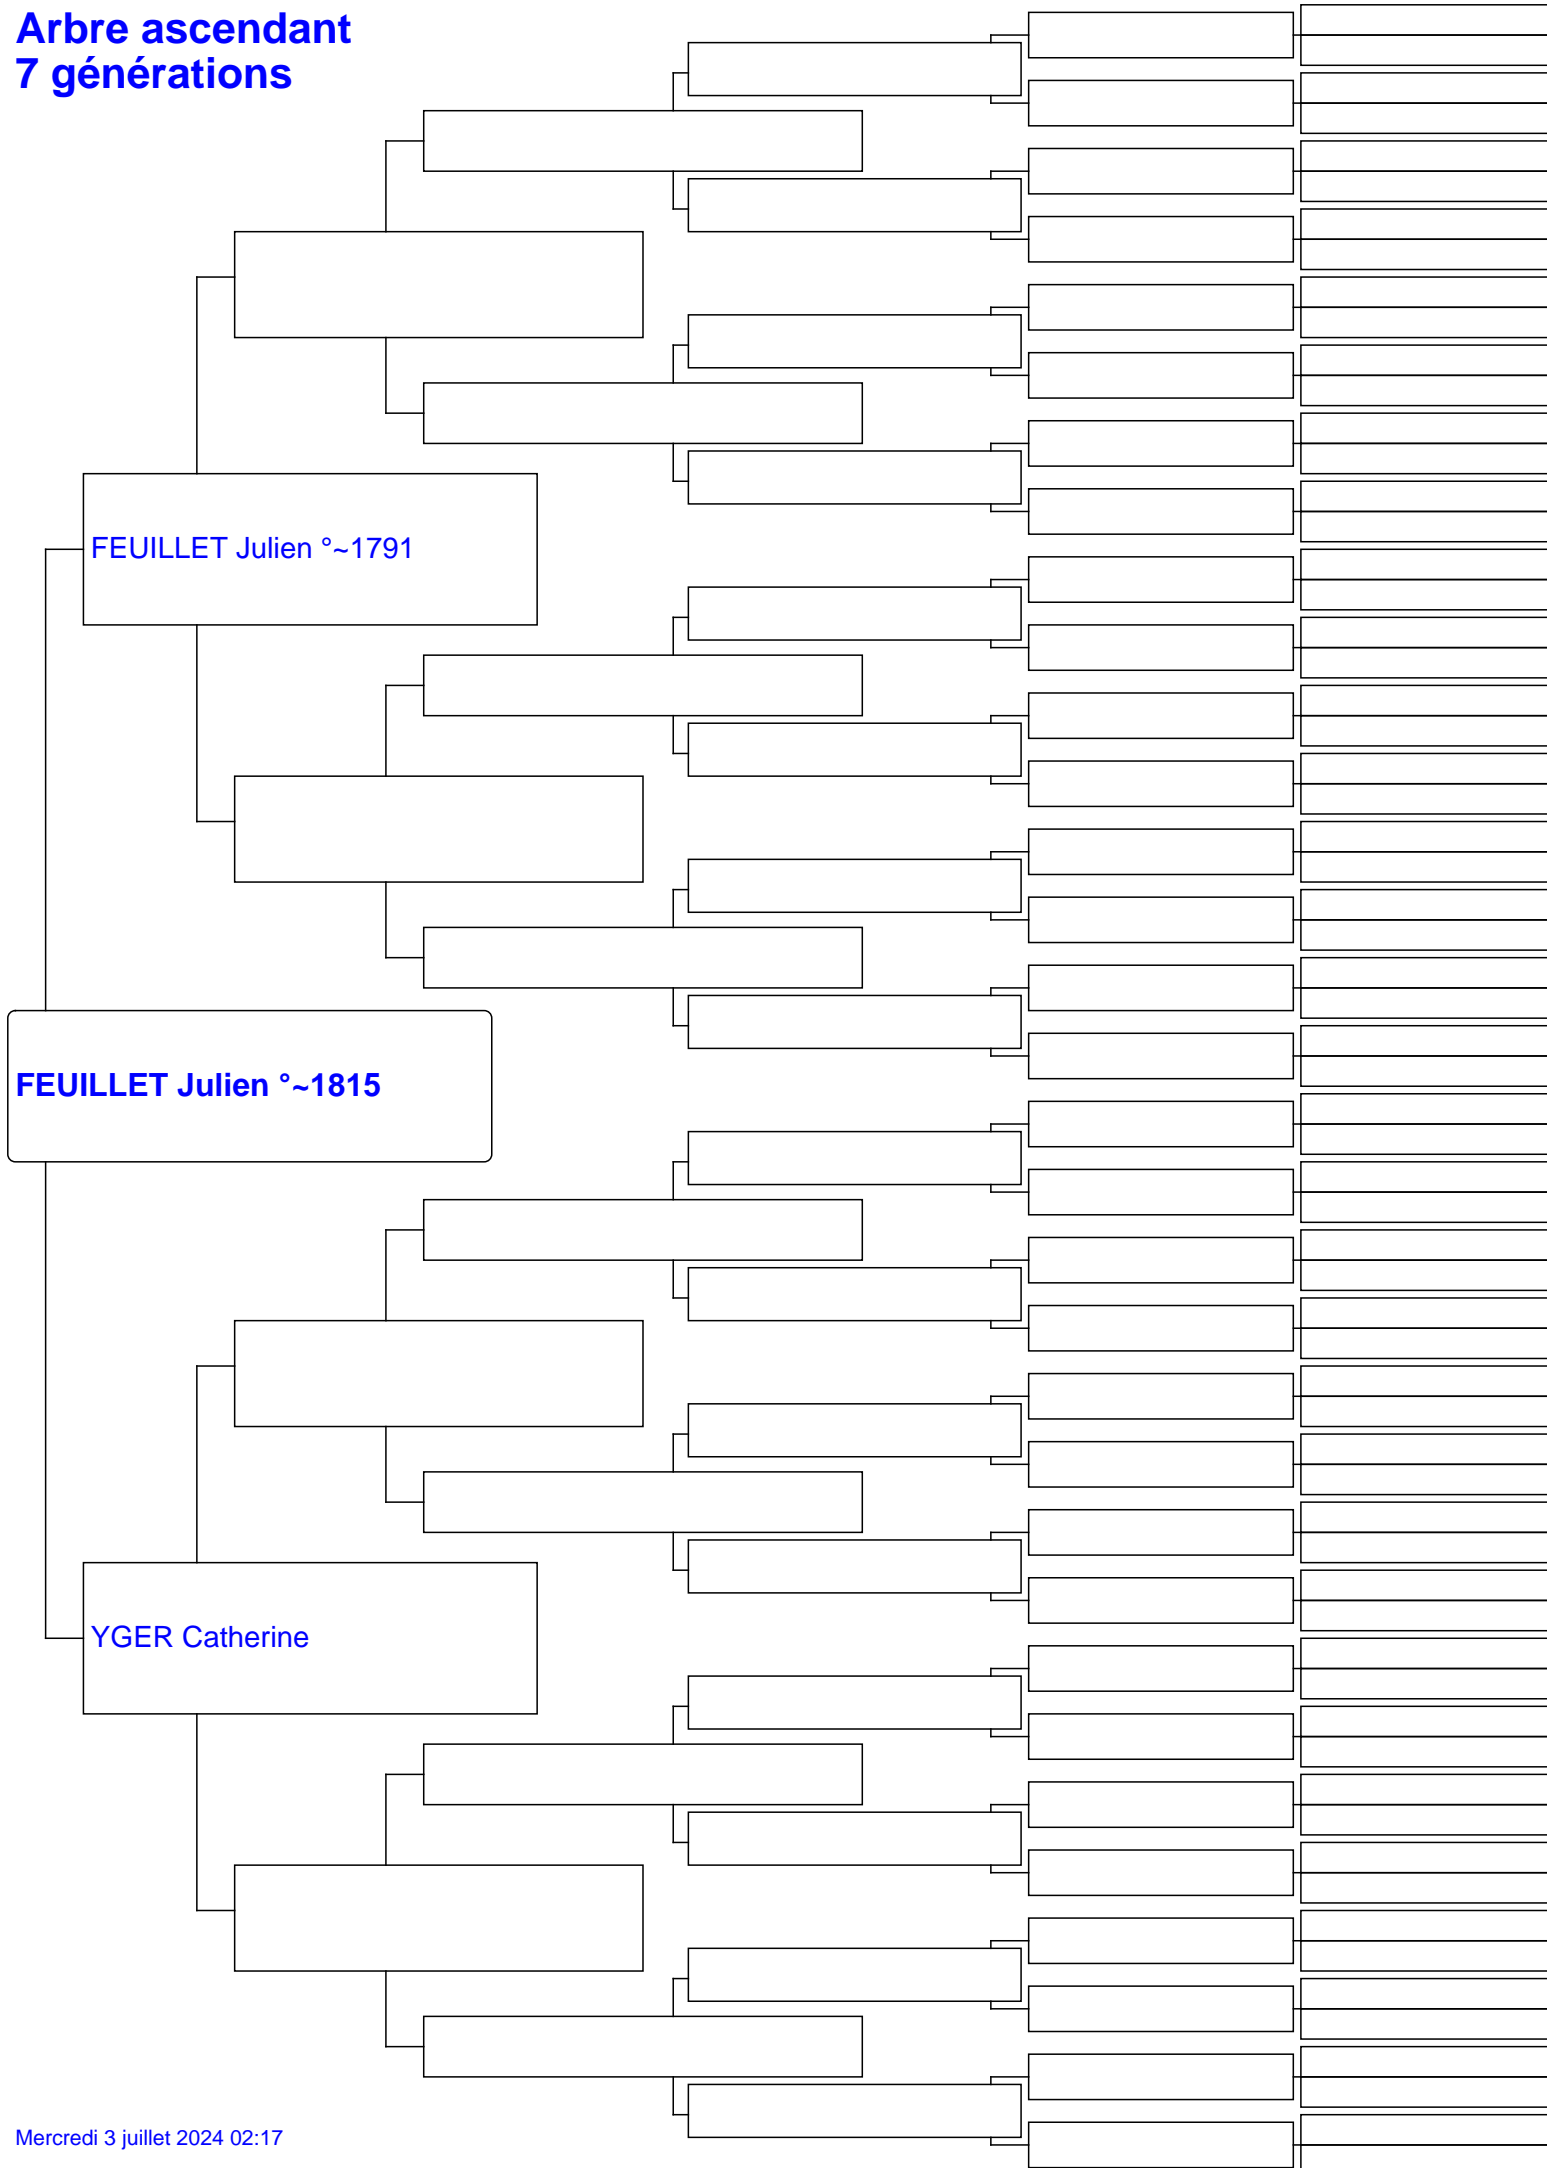 Arbre ascendant
7 générations
FEUILLET Julien °~1791
FEUILLET Julien °~1815
YGER Catherine
Mercredi 3 juillet 2024 02:17